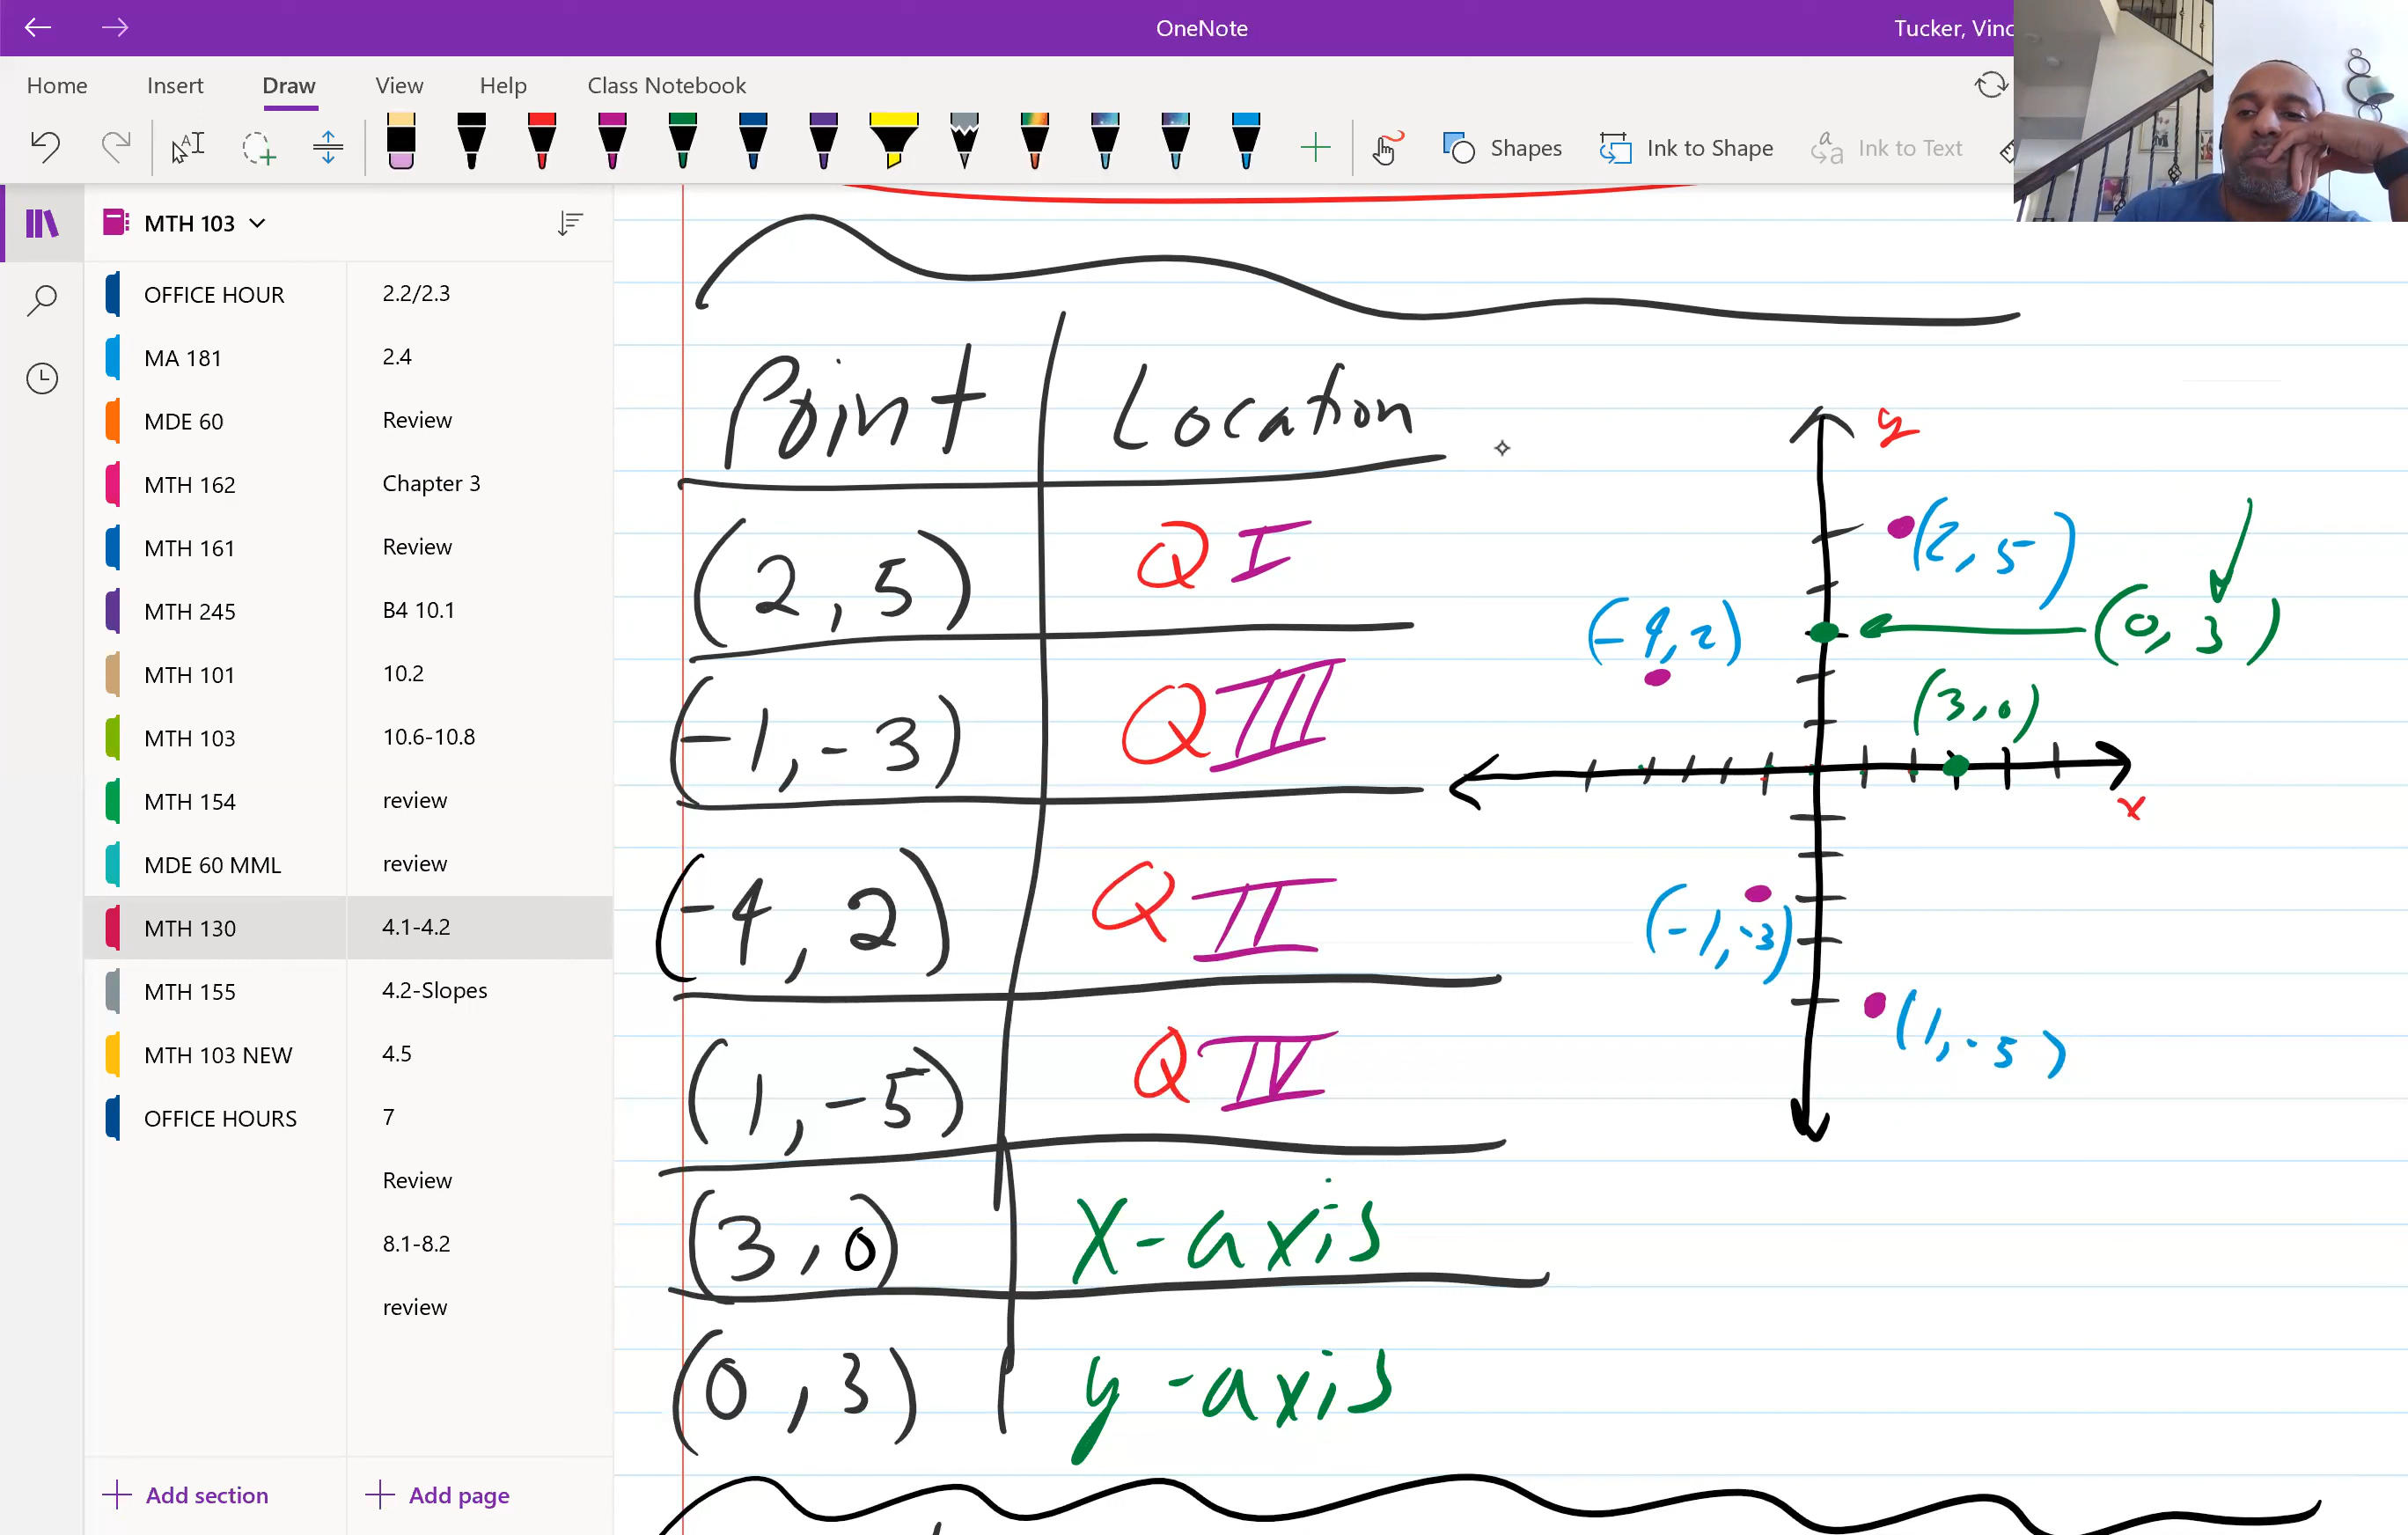 OneNote
Tucker, Vinc
Home Insert Draw View Help Class Notebook
Shapes Ink to Shape Ink to Text
MTH 103
OFFICE HOUR
MA 181
MDE 60
MTH 162
MTH 161
MTH 245
MTH 101
MTH 103
MTH 154
MDE 60 MML
MTH 130
MTH 155
MTH 103 NEW
OFFICE HOURS
Add section
2.2/2.3
2.4
Review
Chapter 3
Review
B4 10.1
10.2
10.6-10.8
review
review
4.1-4.2
4.2-Slopes
4.5
7
Review
8.1-8.2
review
Add page
Point Location
(2, 5) Q I
(-1, -3) Q III
(-4, 2) Q II
(1, -5) Q IV
(3, 0) X-axis
(0, 3) y-axis
y
(2, 5)
(-4, 2)
(0, 3)
(3, 0)
x
(-1, -3)
(1, -5)